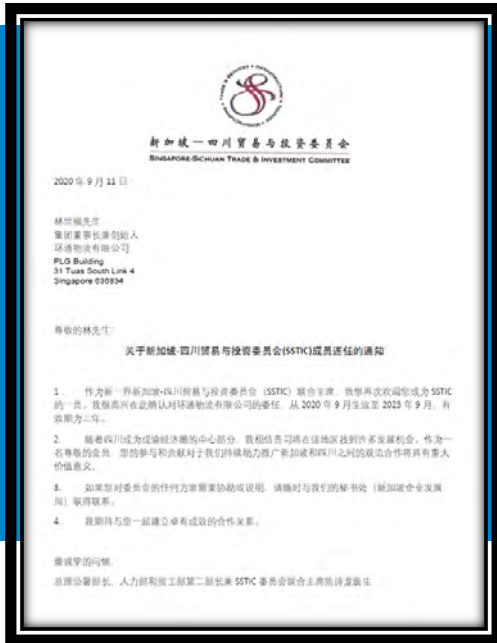 新加坡—四川贸易与投资委员会
SINGAPORE-SICHUAN TRADE & INVESTMENT COMMITTEE
2020 年 9 月 11 日
林世福先生
集团董事长兼创始人
环通物流有限公司
PLG Building
31 Tuas South Link 4
Singapore 636834
尊敬的林先生:
关于新加坡-四川贸易与投资委员会(SSTIC)成员连任的通知
1. 作为新一界新加坡-四川贸易与投资委员会 (SSTIC) 联合主席,我想再次欢迎您成为 SSTIC
的一员。我很高兴在此确认对环通物流有限公司的委任,从 2020 年 9 月生效至 2023 年 9 月,有
效期为三年。
2. 随着四川成为成渝经济圈的中心部分,我相信贵司将在该地区找到许多发展机会。作为一
名尊敬的会员,您的参与和贡献对于我们持续助力推广新加坡和四川之间的双边合作将具有重大
价值意义。
3. 如果您对委员会的任何方面需要协助或说明,请随时与我们的秘书处(新加坡企业发展
局)取得联系。
4. 我期待与您一起建立卓有成效的合作关系。
最诚挚的问候,
总理公署部长、人力部和贸工部第二部长兼 SSTIC 委员会联合主席陈诗龙医生